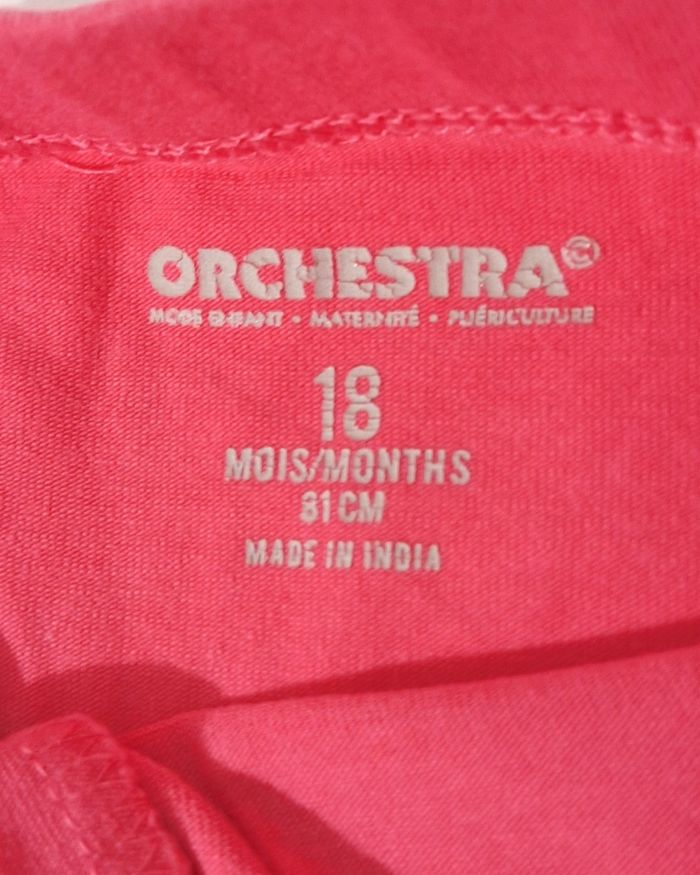 ORCHESTRA®
MODE ENFANT • MATERNITÉ • PUÉRICULTURE
18
MOIS/MONTHS
81 CM
MADE IN INDIA